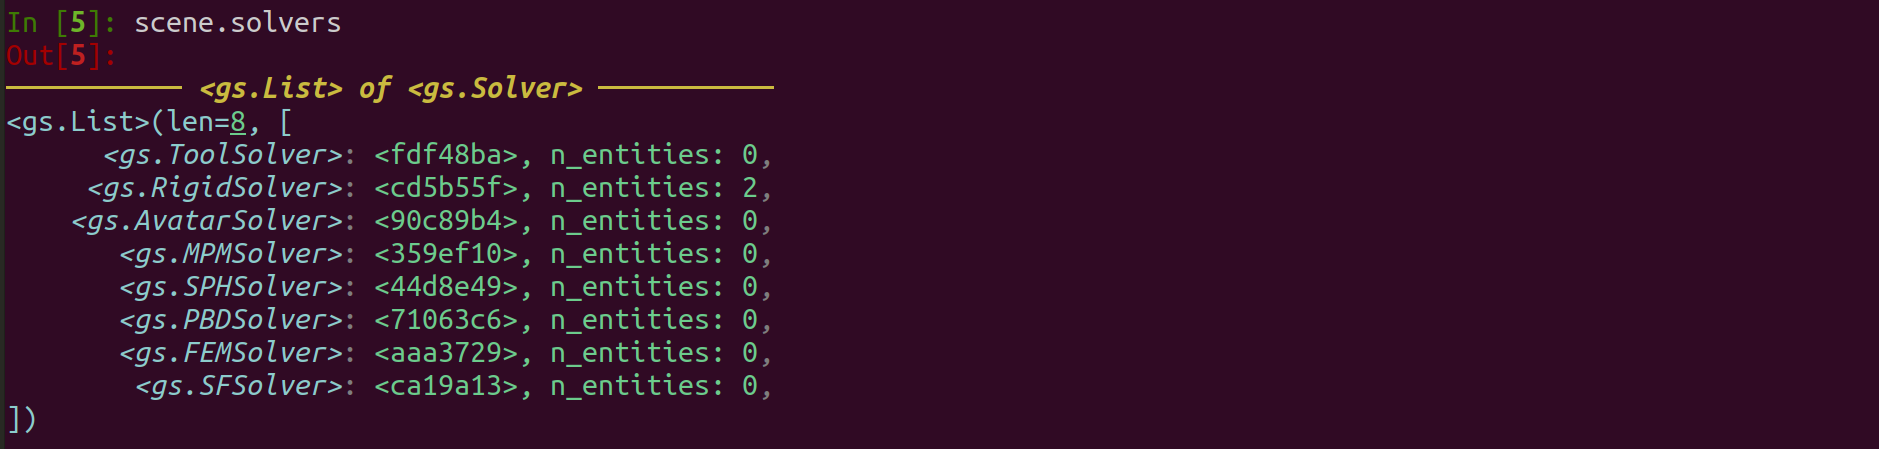 In [5]: scene.solvers
Out[5]:
<gs.List> of <gs.Solver>
<gs.List>(len=8, [
<gs.ToolSolver>: <fdf48ba>, n_entities: 0,
<gs.RigidSolver>: <cd5b55f>, n_entities: 2,
<gs.AvatarSolver>: <90c89b4>, n_entities: 0,
<gs.MPMSolver>: <359ef10>, n_entities: 0,
<gs.SPHSolver>: <44d8e49>, n_entities: 0,
<gs.PBDSolver>: <71063c6>, n_entities: 0,
<gs.FEMSolver>: <aaa3729>, n_entities: 0,
<gs.SFSolver>: <ca19a13>, n_entities: 0,
])